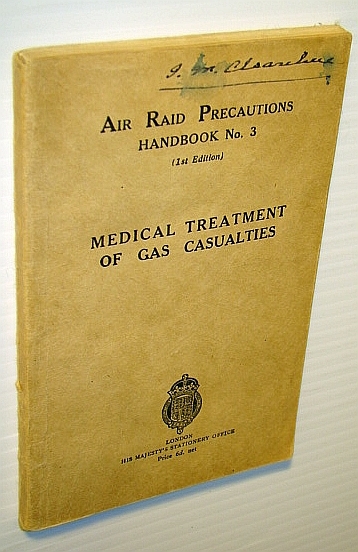 AIR RAID PRECAUTIONS
HANDBOOK No. 3
(1st Edition)
MEDICAL TREATMENT
OF GAS CASUALTIES
LONDON
HIS MAJESTY'S STATIONERY OFFICE
Price 6d. net